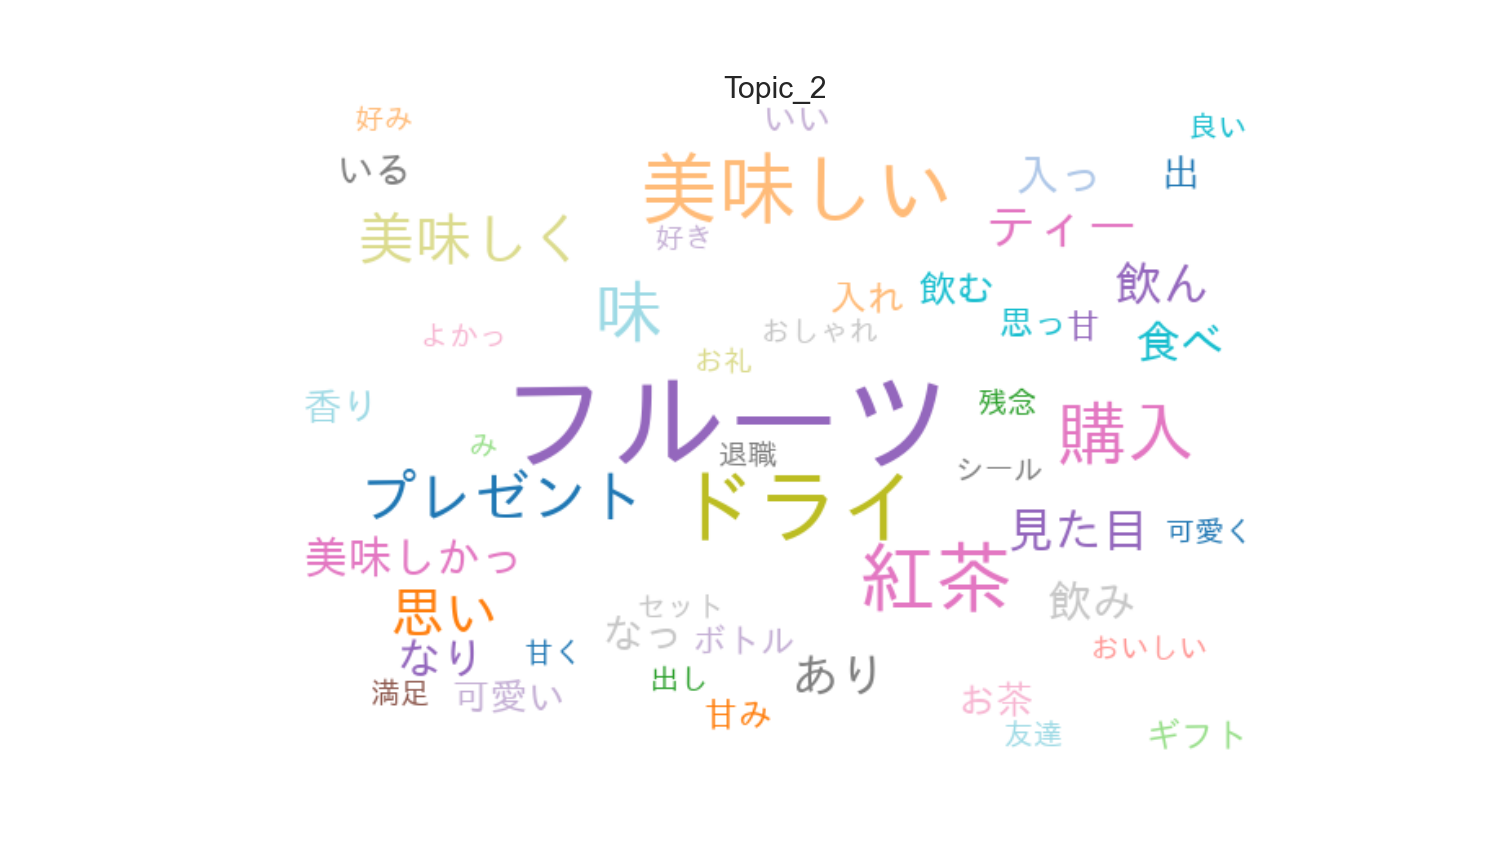 Topic_2
好み
いい
良い
いる
美味しい
入っ
出
美味しく
好き
ティー
味
入れ
飲む
飲ん
よかっ
おしゃれ
思っ
甘
食べ
お礼
香り
フルーツ
残念
購入
み
退職
シール
プレゼント
ドライ
見た目
可愛く
美味しかっ
紅茶
思い
セット
飲み
なり
甘く
なっ
ボトル
おいしい
満足
可愛い
出し
あり
甘み
お茶
友達
ギフト